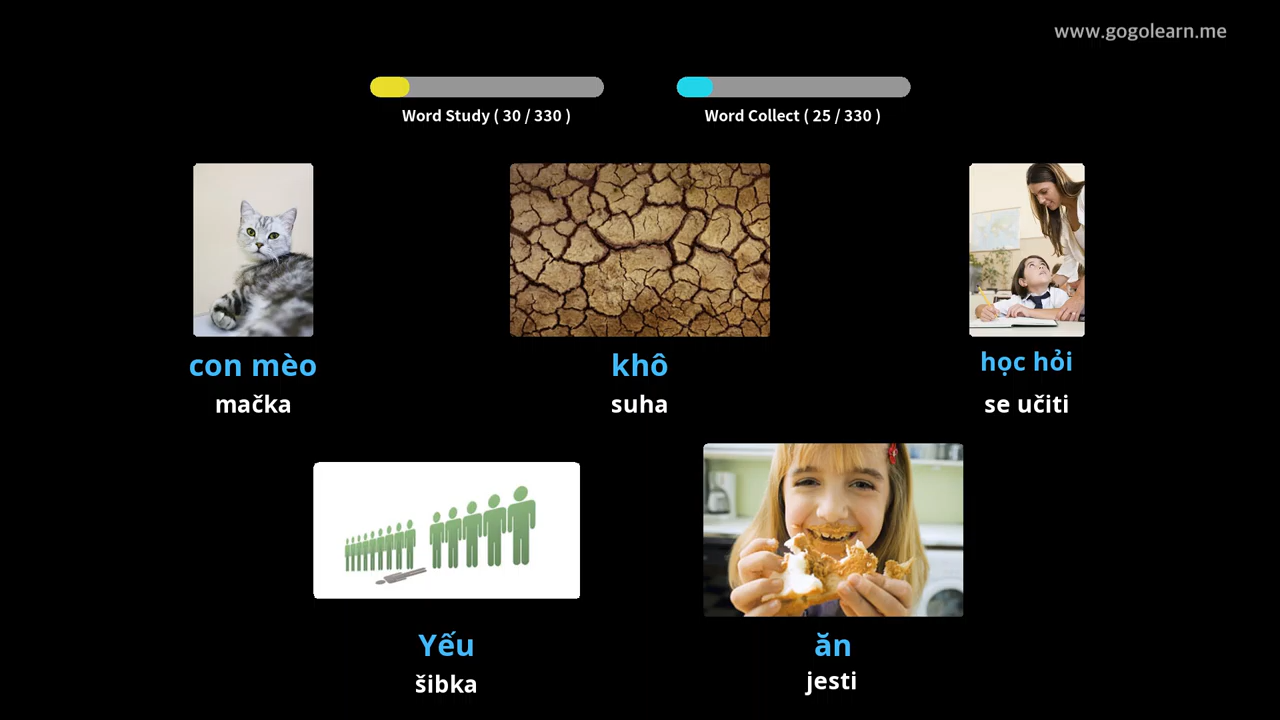 www.gogolearn.me
Word Study ( 30 / 330 )
Word Collect ( 25 / 330 )
con mèo
khô
học hỏi
mačka
suha
se učiti
Yếu
ăn
šibka
jesti